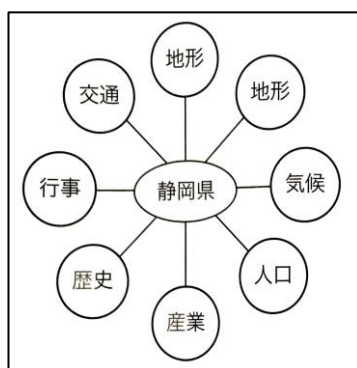 地形
交通
地形
行事
静岡県
気候
歴史
人口
産業